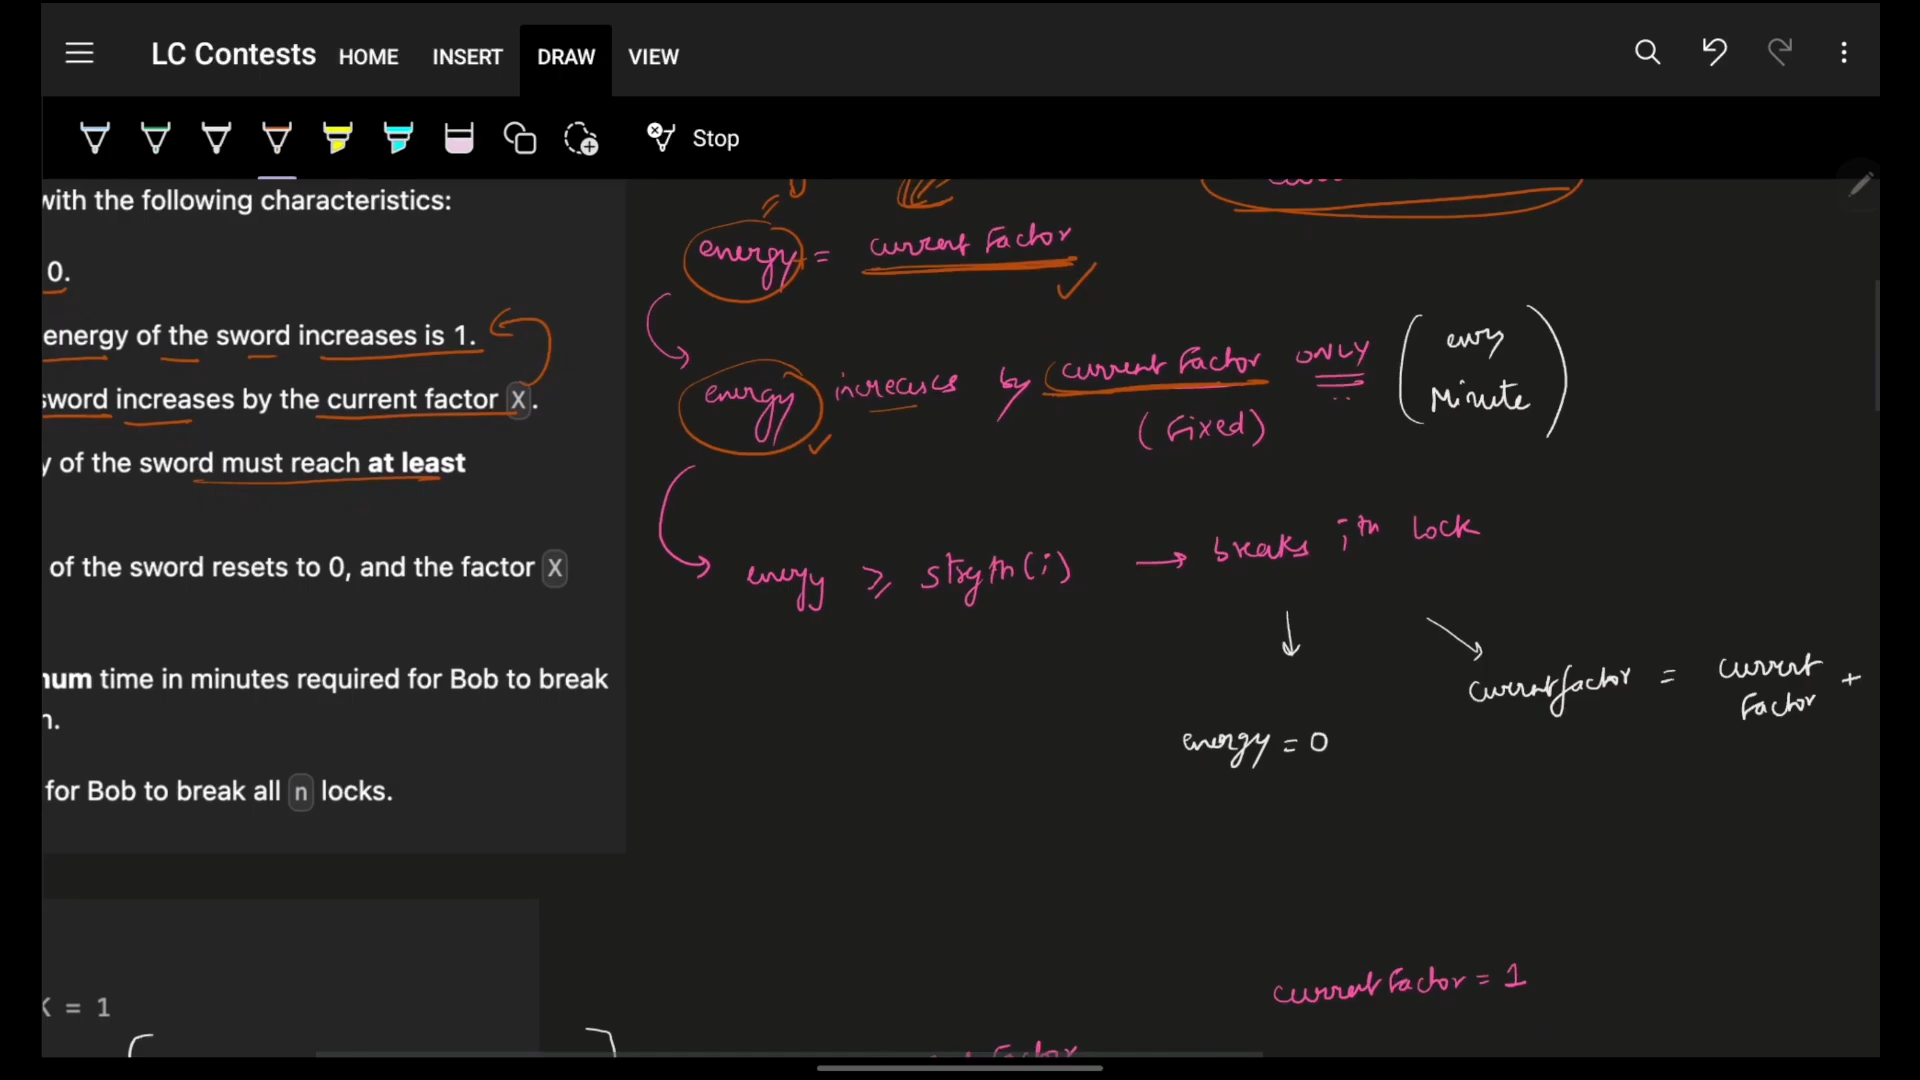 LC Contests HOME INSERT DRAW VIEW
Stop
with the following characteristics:
0.
energy of the sword increases is 1.
sword increases by the current factor X.
y of the sword must reach at least
of the sword resets to 0, and the factor X
num time in minutes required for Bob to break
n.
for Bob to break all n locks.
K = 1
energy = current Factor
energy increases by current Factor ONLY
(Fixed)
every
Minute
energy ⩾ strgth(i) → breaks ith lock
currentfactor = current Factor +
energy = 0
current Factor = 1
Factor